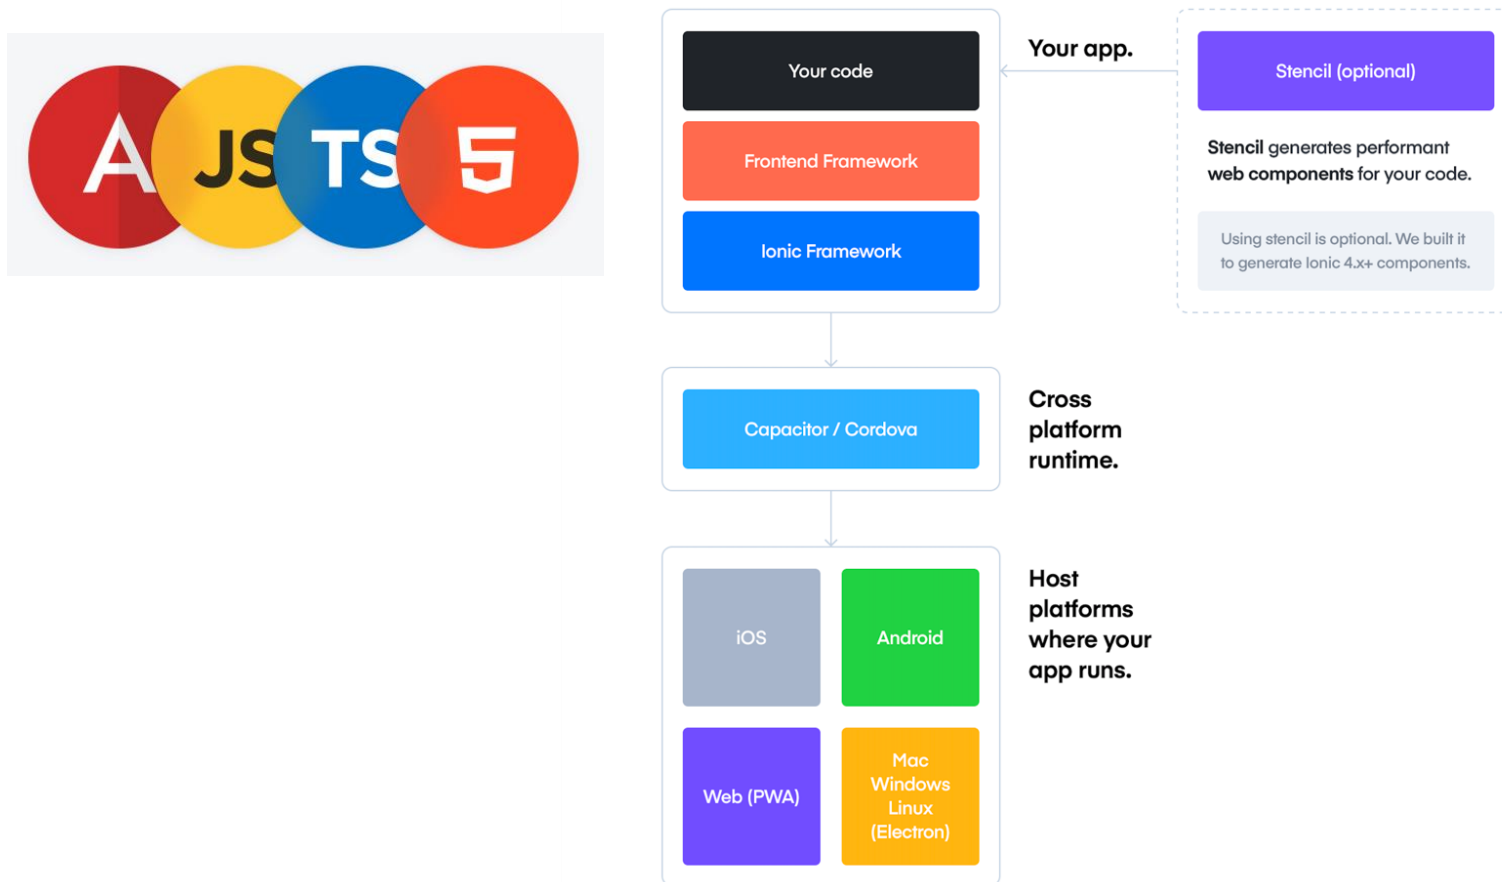 A
JS
TS
5
Your code
Frontend Framework
Ionic Framework
Your app.
Stencil (optional)
Stencil generates performant
web components for your code.
Using stencil is optional. We built it
to generate Ionic 4.x+ components.
Capacitor / Cordova
Cross
platform
runtime.
iOS
Android
Web (PWA)
Mac
Windows
Linux
(Electron)
Host
platforms
where your
app runs.